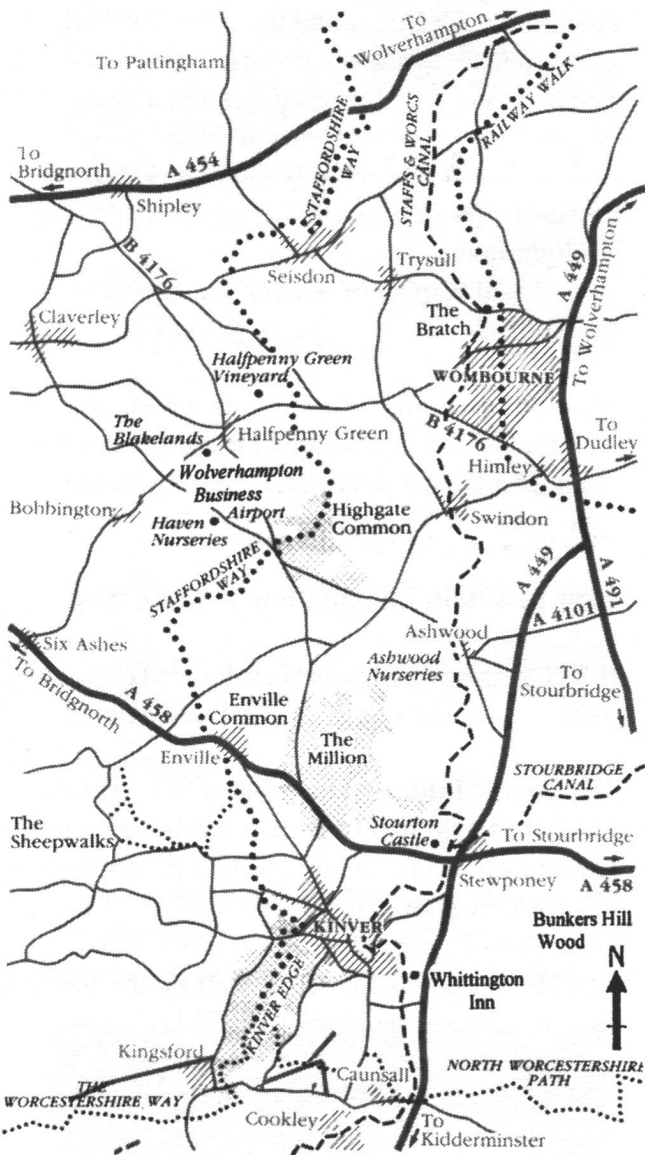 To
Wolverhampton
To Pattingham
STAFFORDSHIRE
WAY
STAFFS & WORCS
CANAL
RAILWAY WALK
To
Bridgnorth
A 454
Shipley
B 4176
Seisdon
Trysull
A 449
To Wolverhampton
Claverley
The
Bratch
Halfpenny Green
Vineyard
WOMBOURNE
The
Blakelands
Halfpenny Green
B 4176
To
Dudley
Himley
Wolverhampton
Business
Airport
Bobbington
Haven
Nurseries
Highgate
Common
Swindon
STAFFORDSHIRE
WAY
A 449
A 491
A 4101
Six Ashes
Ashwood
Ashwood
Nurseries
To
Stourbridge
To Bridgnorth
A 458
Enville
Common
Enville
The
Million
STOURBRIDGE
CANAL
The
Sheepwalks
Stourton
Castle
To Stourbridge
Stewponey
A 458
KINVER
Bunkers Hill
Wood
N
KINVER EDGE
Whittington
Inn
Kingsford
Caunsall
NORTH WORCESTERSHIRE
PATH
THE
WORCESTERSHIRE WAY
Cookley
To
Kidderminster